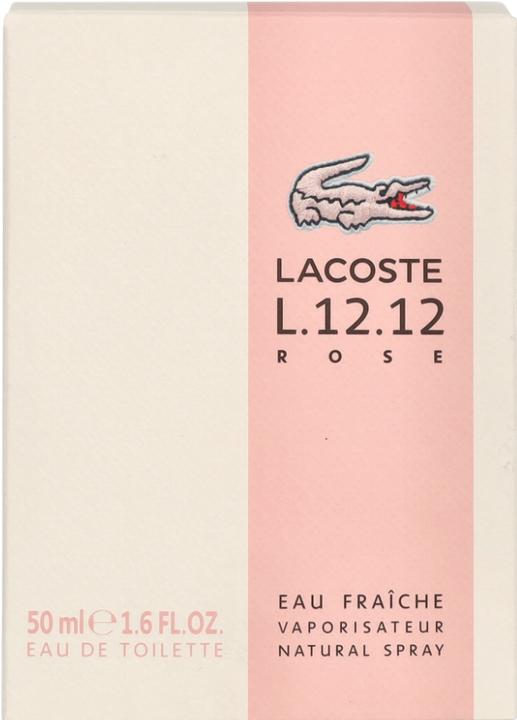 LACOSTE
L.12.12
ROSE
50 ml ℮ 1.6 FL.OZ.
EAU DE TOILETTE
EAU FRAÎCHE
VAPORISATEUR
NATURAL SPRAY